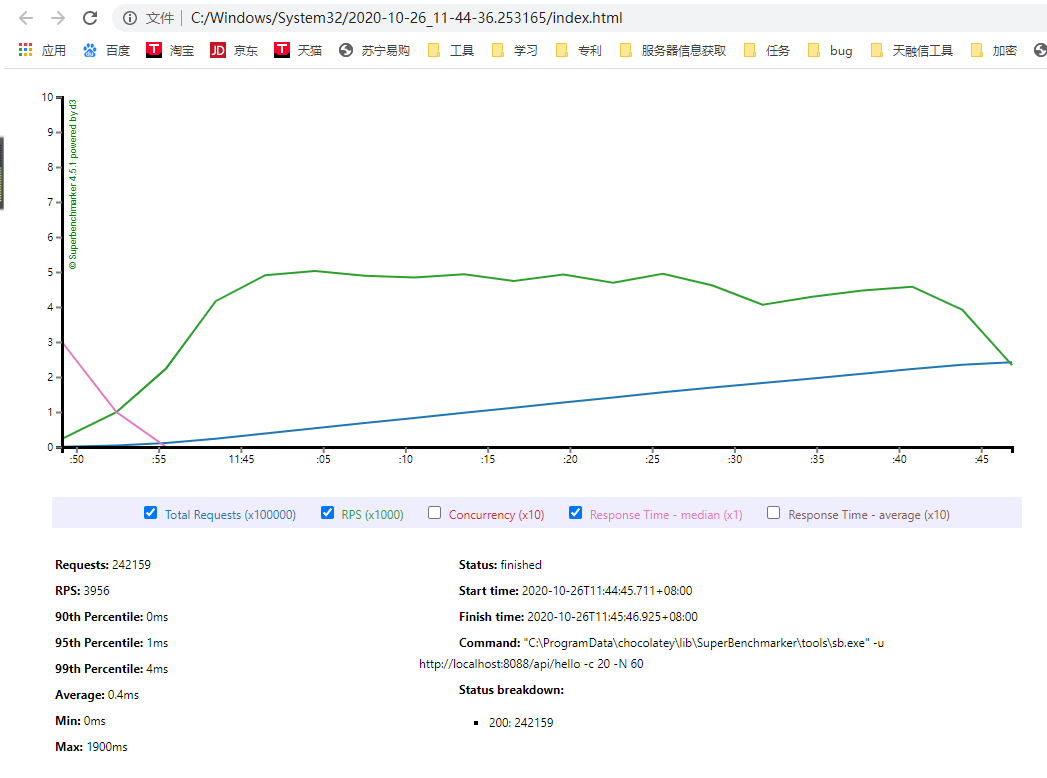 文件 C:/Windows/System32/2020-10-26_11-44-36.253165/index.html
应用 百度 淘宝 京东 天猫 苏宁易购 工具 学习 专利 服务器信息获取 任务 bug 天融信工具 加密
© Superbenchmarker 4.5.1 powered by d3
10
9
8
7
6
5
4
3
2
1
0
:50 :55 11:45 :05 :10 :15 :20 :25 :30 :35 :40 :45
Total Requests (x100000) RPS (x1000) Concurrency (x10) Response Time - median (x1) Response Time - average (x10)
Requests: 242159
RPS: 3956
90th Percentile: 0ms
95th Percentile: 1ms
99th Percentile: 4ms
Average: 0.4ms
Min: 0ms
Max: 1900ms
Status: finished
Start time: 2020-10-26T11:44:45.711+08:00
Finish time: 2020-10-26T11:45:46.925+08:00
Command: "C:\ProgramData\chocolatey\lib\SuperBenchmarker\tools\sb.exe" -u
http://localhost:8088/api/hello -c 20 -N 60
Status breakdown:
200: 242159